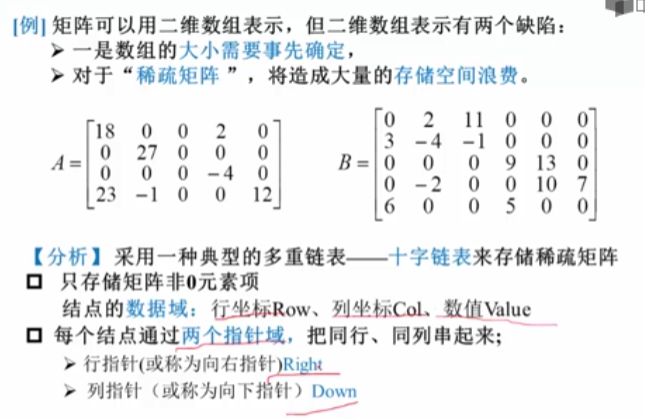 [例] 矩阵可以用二维数组表示，但二维数组表示有两个缺陷：
➢ 一是数组的大小需要事先确定，
➢ 对于“稀疏矩阵 ”，将造成大量的存储空间浪费。
A =
18 0 0 2 0
0 27 0 0 0
0 0 0 −4 0
23 −1 0 0 12
B =
0 2 11 0 0 0
3 −4 −1 0 0 0
0 0 0 9 13 0
0 −2 0 0 10 7
6 0 0 5 0 0
【分析】采用一种典型的多重链表——十字链表来存储稀疏矩阵
只存储矩阵非0元素项
结点的数据域：行坐标Row、列坐标Col、数值Value
每个结点通过两个指针域，把同行、同列串起来；
➢ 行指针(或称为向右指针)Right
➢ 列指针（或称为向下指针）Down